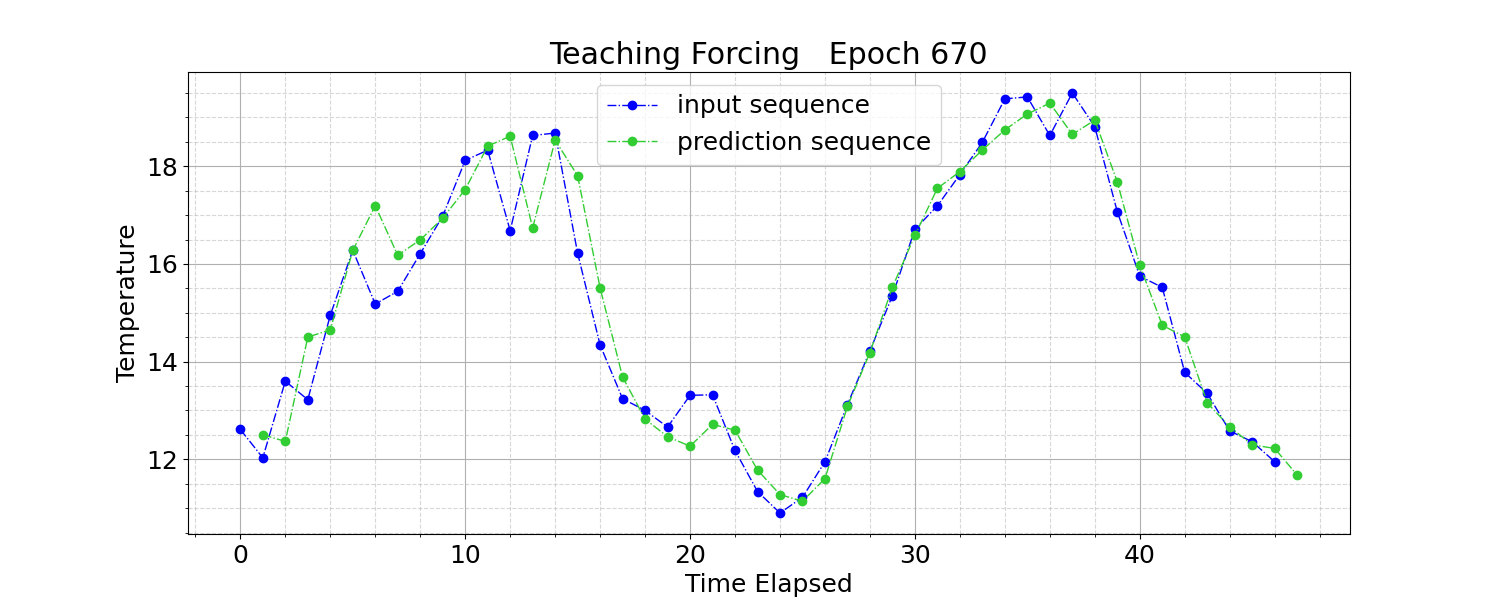 Teaching Forcing   Epoch 670
input sequence
prediction sequence
Temperature
18
16
14
12
0 10 20 30 40
Time Elapsed